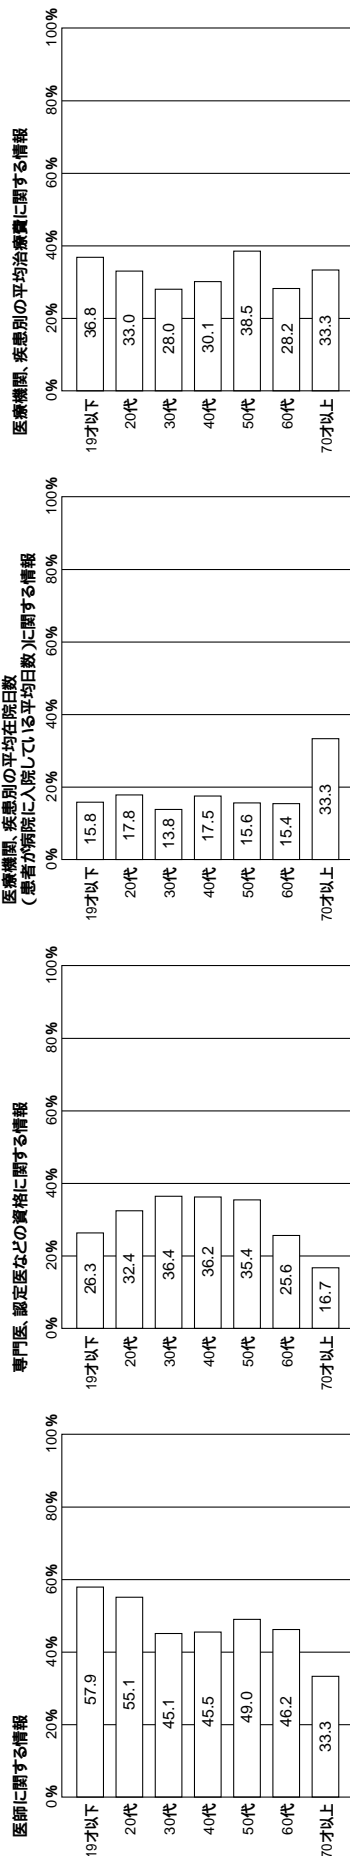 医師に関する情報
0% 20% 40% 60% 80% 100%
19才以下 57.9
20代 55.1
30代 45.1
40代 45.5
50代 49.0
60代 46.2
70才以上 33.3
専門医、認定医などの資格に関する情報
0% 20% 40% 60% 80% 100%
19才以下 26.3
20代 32.4
30代 36.4
40代 36.2
50代 35.4
60代 25.6
70才以上 16.7
医療機関、疾患別の平均在院日数
（患者が病院に入院している平均日数）に関する情報
0% 20% 40% 60% 80% 100%
19才以下 15.8
20代 17.8
30代 13.8
40代 17.5
50代 15.6
60代 15.4
70才以上 33.3
医療機関、疾患別の平均治療費に関する情報
0% 20% 40% 60% 80% 100%
19才以下 36.8
20代 33.0
30代 28.0
40代 30.1
50代 38.5
60代 28.2
70才以上 33.3